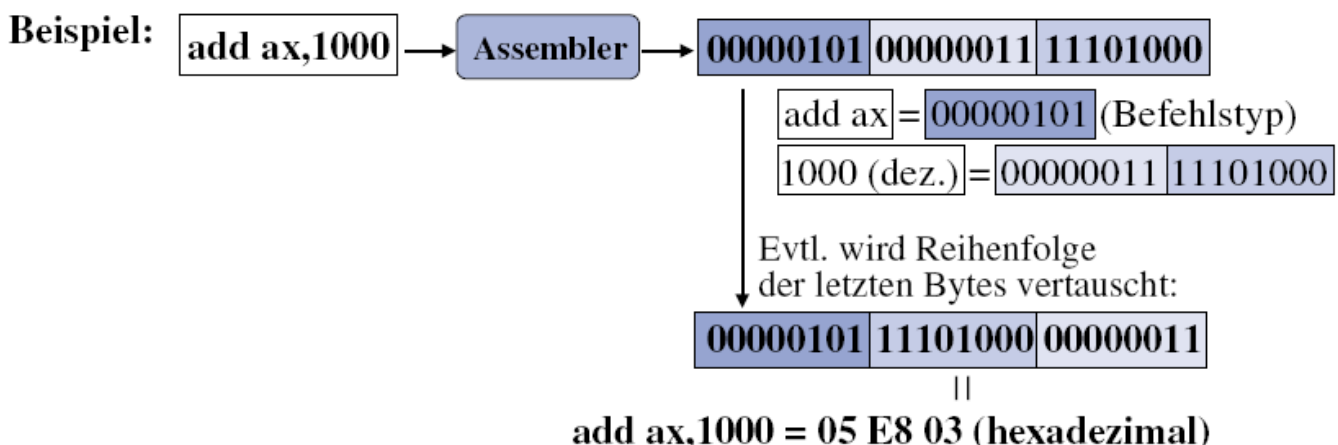 Beispiel: add ax,1000 Assembler 00000101 00000011 11101000
add ax = 00000101 (Befehlstyp)
1000 (dez.) = 00000011 11101000
Evtl. wird Reihenfolge
der letzten Bytes vertauscht:
00000101 11101000 00000011
=
add ax,1000 = 05 E8 03 (hexadezimal)